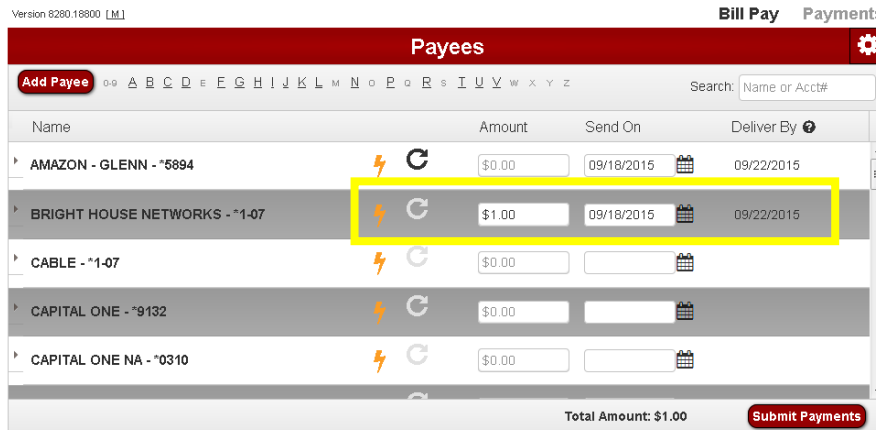 Version 8280.18800 [ M ]
Bill Pay Payments
Payees
Add Payee 0-9 A B C D E F G H I J K L M N O P Q R S T U V W X Y Z Search: Name or Acct#
Name Amount Send On Deliver By ?
AMAZON - GLENN - *5894 $0.00 09/18/2015 09/22/2015
BRIGHT HOUSE NETWORKS - *1-07 $1.00 09/18/2015 09/22/2015
CABLE - *1-07 $0.00
CAPITAL ONE - *9132 $0.00
CAPITAL ONE NA - *0310 $0.00
Total Amount: $1.00 Submit Payments